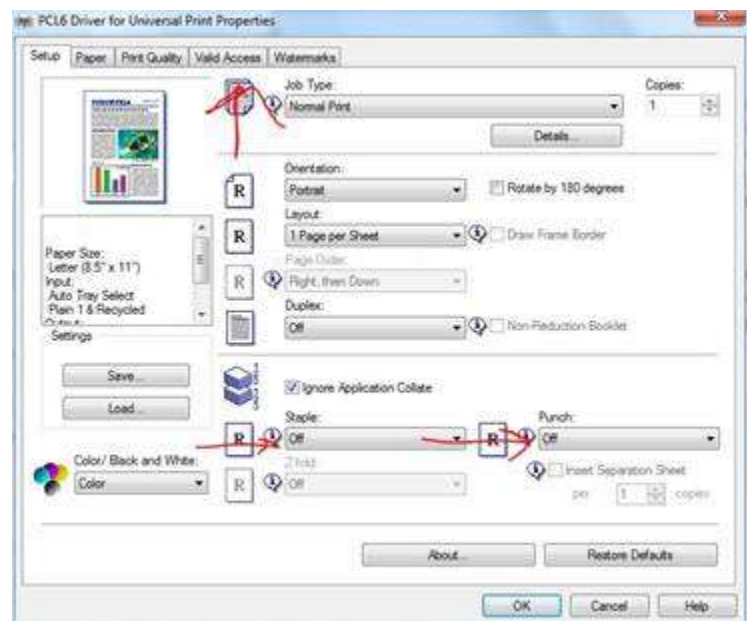 PCL6 Driver for Universal Print Properties
Setup Paper Print Quality Valid Access Watermarks
Job Type:
Copies:
Normal Print
1
Details...
Orientation:
R
Portrait
Rotate by 180 degrees
Layout:
R
1 Page per Sheet
Draw Frame Border
Page Order:
R
Right, then Down
Duplex:
Off
Non-Reduction Booklet
Paper Size:
Letter (8.5" x 11")
Input:
Auto Tray Select
Plain 1 & Recycled
Settings
Save...
Load...
Ignore Application Collate
Staple:
R
Off
Punch:
R
Off
Z-fold:
R
Off
Insert Separation Sheet
per 1 copies
Color/ Black and White:
Color
About...
Restore Defaults
OK
Cancel
Help